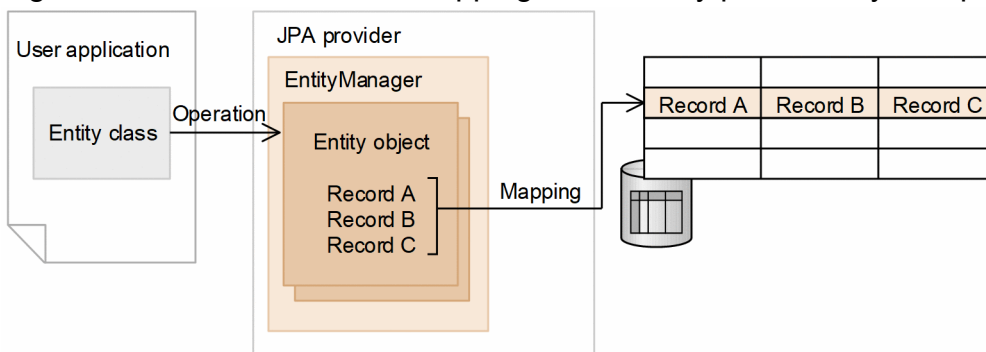 User application
Entity class
Operation
JPA provider
EntityManager
Entity object
Record A
Record B
Record C
Mapping
Record A Record B Record C